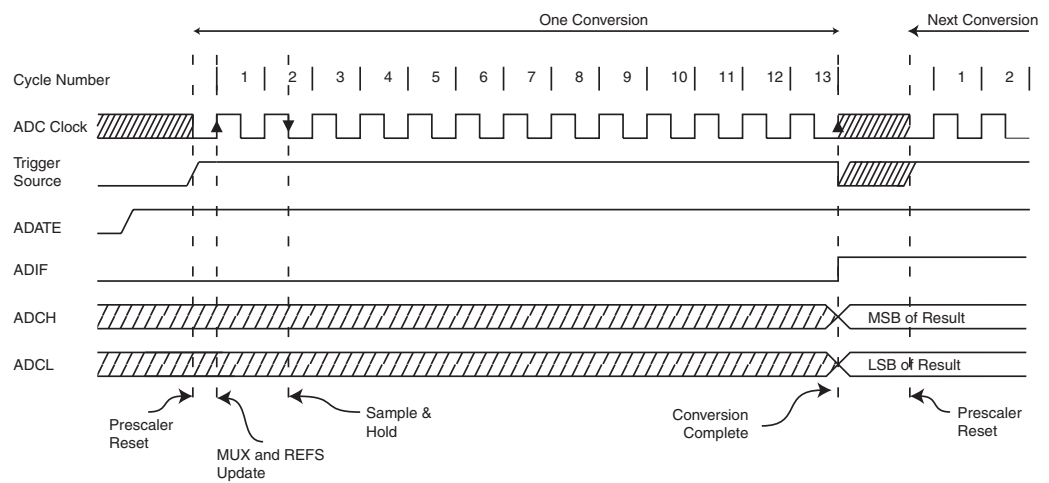 One Conversion
Next Conversion
Cycle Number
1 2 3 4 5 6 7 8 9 10 11 12 13 1 2
ADC Clock
Trigger
Source
ADATE
ADIF
ADCH
MSB of Result
ADCL
LSB of Result
Prescaler
Reset
MUX and REFS
Update
Sample &
Hold
Conversion
Complete
Prescaler
Reset